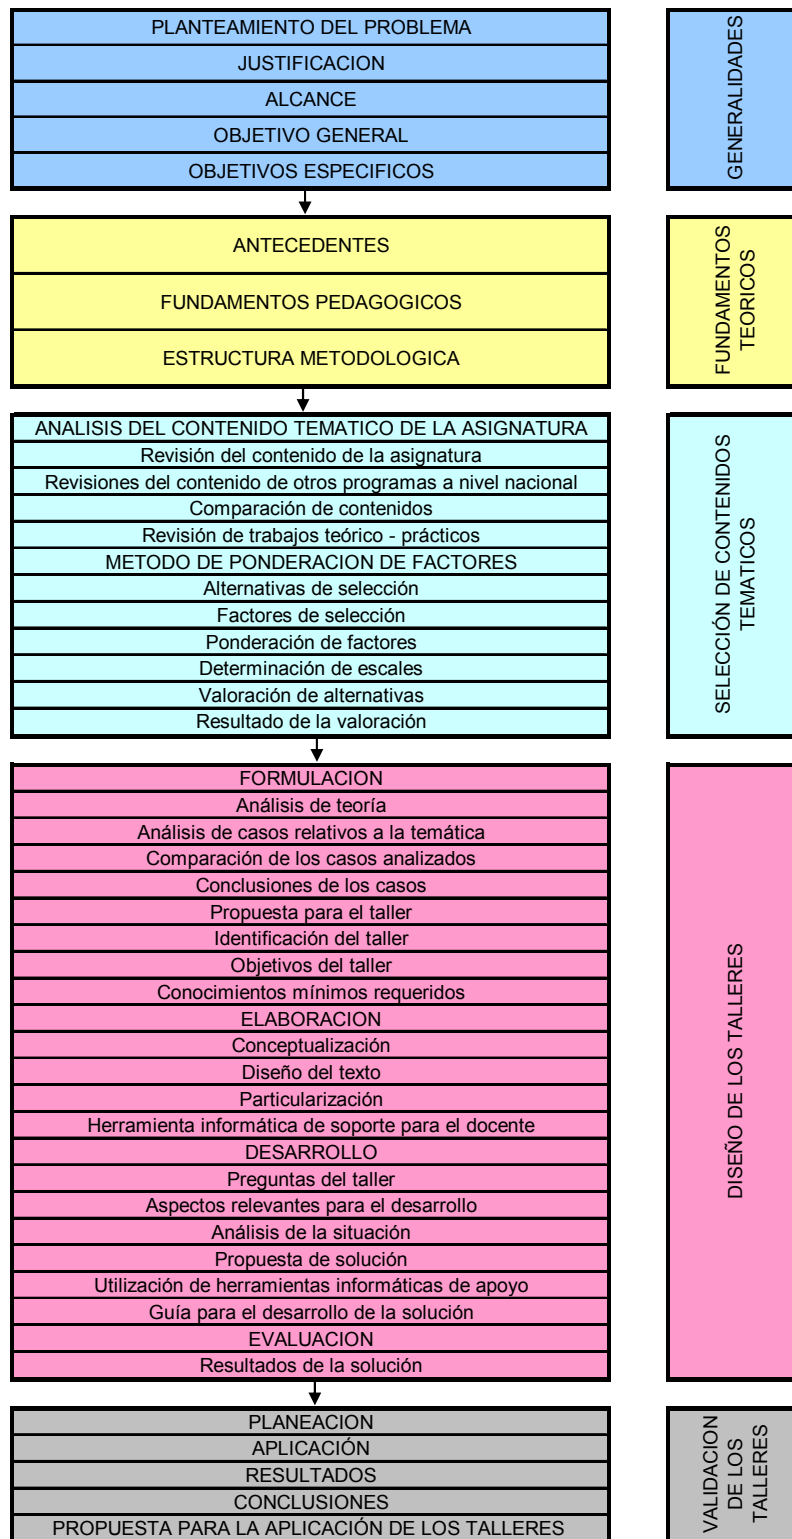 PLANTEAMIENTO DEL PROBLEMA
JUSTIFICACION
ALCANCE
OBJETIVO GENERAL
OBJETIVOS ESPECIFICOS
GENERALIDADES
ANTECEDENTES
FUNDAMENTOS PEDAGOGICOS
ESTRUCTURA METODOLOGICA
FUNDAMENTOS
TEORICOS
ANALISIS DEL CONTENIDO TEMATICO DE LA ASIGNATURA
Revisión del contenido de la asignatura
Revisiones del contenido de otros programas a nivel nacional
Comparación de contenidos
Revisión de trabajos teórico - prácticos
METODO DE PONDERACION DE FACTORES
Alternativas de selección
Factores de selección
Ponderación de factores
Determinación de escales
Valoración de alternativas
Resultado de la valoración
SELECCIÓN DE CONTENIDOS
TEMATICOS
FORMULACION
Análisis de teoría
Análisis de casos relativos a la temática
Comparación de los casos analizados
Conclusiones de los casos
Propuesta para el taller
Identificación del taller
Objetivos del taller
Conocimientos mínimos requeridos
ELABORACION
Conceptualización
Diseño del texto
Particularización
Herramienta informática de soporte para el docente
DESARROLLO
Preguntas del taller
Aspectos relevantes para el desarrollo
Análisis de la situación
Propuesta de solución
Utilización de herramientas informáticas de apoyo
Guía para el desarrollo de la solución
EVALUACION
Resultados de la solución
DISEÑO DE LOS TALLERES
PLANEACION
APLICACIÓN
RESULTADOS
CONCLUSIONES
PROPUESTA PARA LA APLICACIÓN DE LOS TALLERES
VALIDACION
DE LOS
TALLERES